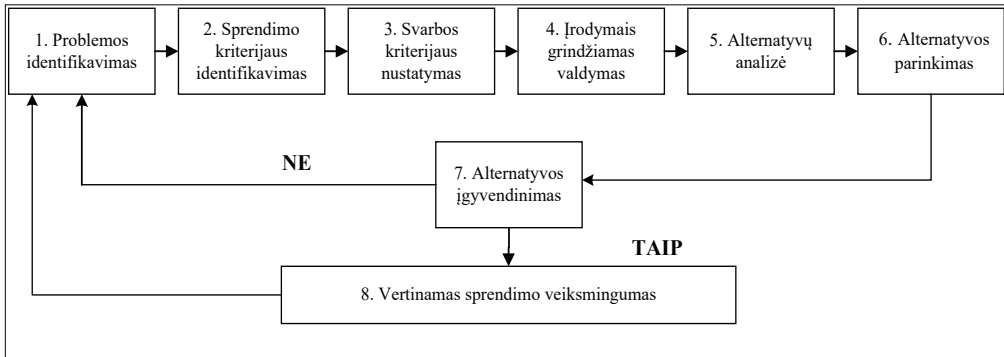 1. Problemos
identifikavimas
2. Sprendimo
kriterijaus
identifikavimas
3. Svarbos
kriterijaus
nustatymas
4. Įrodymais
grindžiamas
valdymas
5. Alternatyvų
analizė
6. Alternatyvos
parinkimas
NE
7. Alternatyvos
įgyvendinimas
TAIP
8. Vertinamas sprendimo veiksmingumas